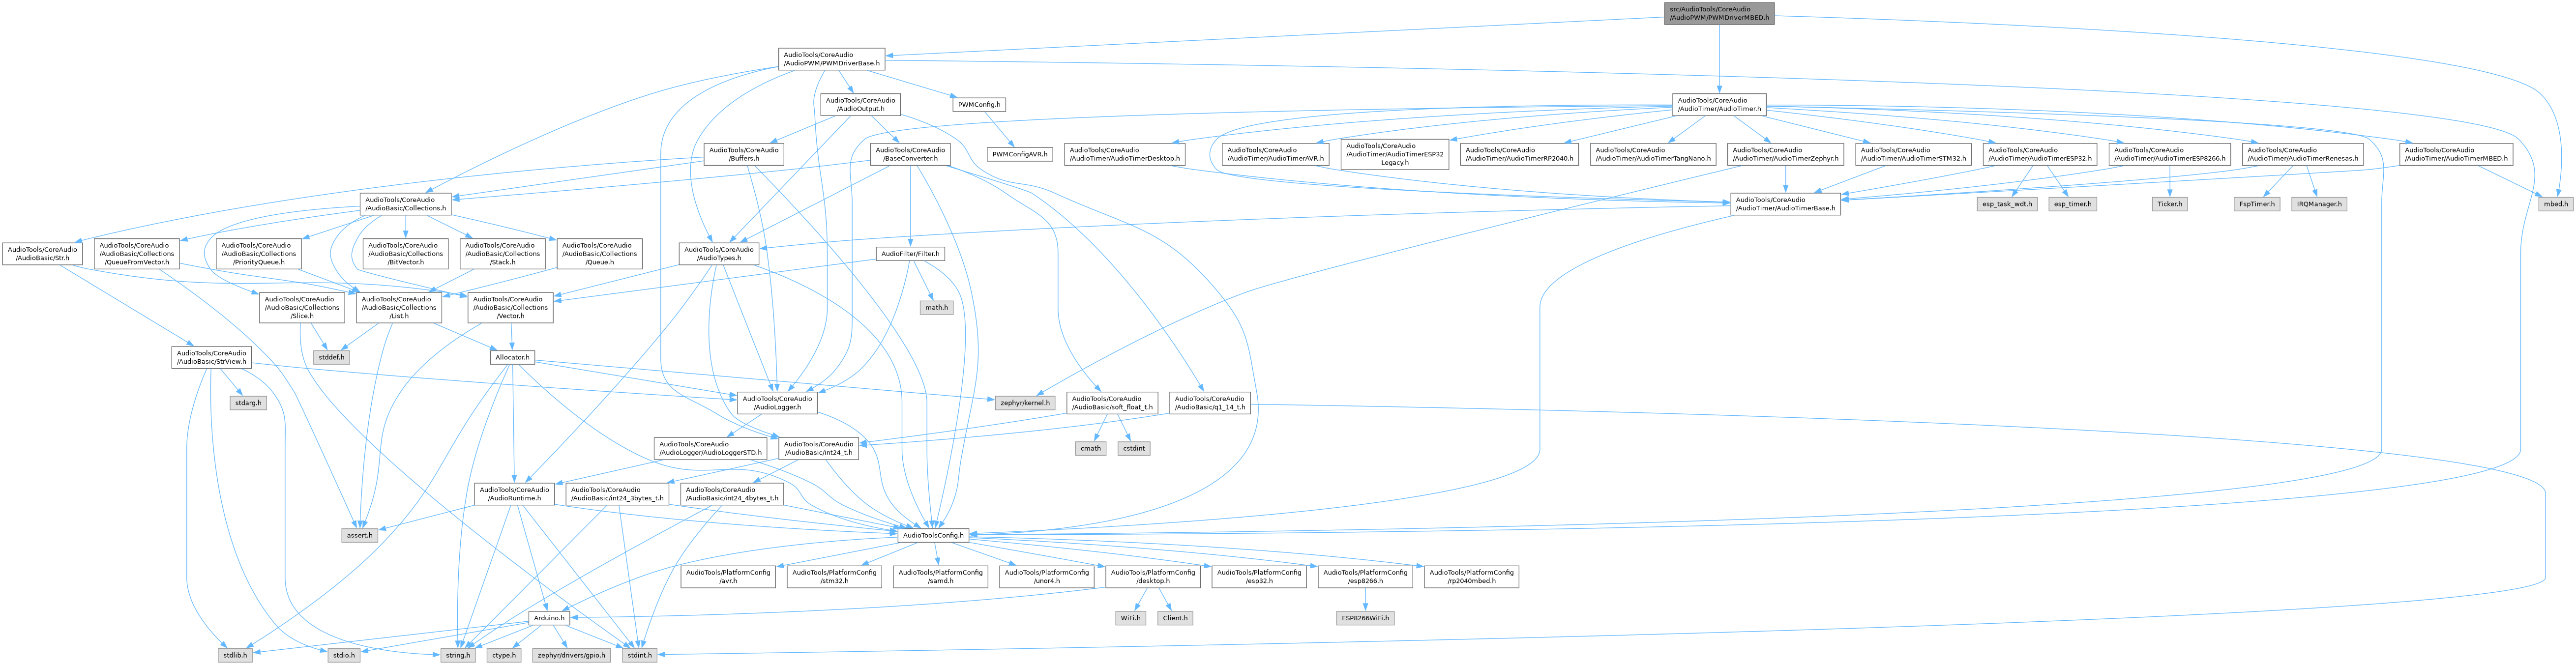 src/AudioTools/CoreAudio
/AudioPWM/PWMDriverMBED.h
AudioTools/CoreAudio
/AudioPWM/PWMDriverBase.h
AudioTools/CoreAudio
/AudioOutput.h
PWMConfig.h
AudioTools/CoreAudio
/AudioTimer/AudioTimer.h
AudioTools/CoreAudio
/Buffers.h
AudioTools/CoreAudio
/BaseConverter.h
PWMConfigAVR.h
AudioTools/CoreAudio
/AudioTimer/AudioTimerDesktop.h
AudioTools/CoreAudio
/AudioTimer/AudioTimerAVR.h
AudioTools/CoreAudio
/AudioTimer/AudioTimerESP32
Legacy.h
AudioTools/CoreAudio
/AudioTimer/AudioTimerRP2040.h
AudioTools/CoreAudio
/AudioTimer/AudioTimerTangNano.h
AudioTools/CoreAudio
/AudioTimer/AudioTimerZephyr.h
AudioTools/CoreAudio
/AudioTimer/AudioTimerSTM32.h
AudioTools/CoreAudio
/AudioTimer/AudioTimerESP32.h
AudioTools/CoreAudio
/AudioTimer/AudioTimerESP8266.h
AudioTools/CoreAudio
/AudioTimer/AudioTimerRenesas.h
AudioTools/CoreAudio
/AudioTimer/AudioTimerMBED.h
AudioTools/CoreAudio
/AudioBasic/Collections.h
AudioTools/CoreAudio
/AudioTimer/AudioTimerBase.h
esp_task_wdt.h
esp_timer.h
Ticker.h
FspTimer.h
IRQManager.h
mbed.h
AudioTools/CoreAudio
/AudioBasic/Str.h
AudioTools/CoreAudio
/AudioBasic/Collections
/QueueFromVector.h
AudioTools/CoreAudio
/AudioBasic/Collections
/PriorityQueue.h
AudioTools/CoreAudio
/AudioBasic/Collections
/BitVector.h
AudioTools/CoreAudio
/AudioBasic/Collections
/Stack.h
AudioTools/CoreAudio
/AudioBasic/Collections
/Queue.h
AudioTools/CoreAudio
/AudioTypes.h
AudioFilter/Filter.h
AudioTools/CoreAudio
/AudioBasic/Collections
/Slice.h
AudioTools/CoreAudio
/AudioBasic/Collections
/List.h
AudioTools/CoreAudio
/AudioBasic/Collections
/Vector.h
math.h
AudioTools/CoreAudio
/AudioBasic/StrView.h
stddef.h
Allocator.h
stdarg.h
AudioTools/CoreAudio
/AudioLogger.h
zephyr/kernel.h
AudioTools/CoreAudio
/AudioBasic/soft_float_t.h
AudioTools/CoreAudio
/AudioBasic/q1_14_t.h
AudioTools/CoreAudio
/AudioLogger/AudioLoggerSTD.h
AudioTools/CoreAudio
/AudioBasic/int24_t.h
cmath
cstdint
AudioTools/CoreAudio
/AudioRuntime.h
AudioTools/CoreAudio
/AudioBasic/int24_3bytes_t.h
AudioTools/CoreAudio
/AudioBasic/int24_4bytes_t.h
assert.h
AudioToolsConfig.h
AudioTools/PlatformConfig
/avr.h
AudioTools/PlatformConfig
/stm32.h
AudioTools/PlatformConfig
/samd.h
AudioTools/PlatformConfig
/unor4.h
AudioTools/PlatformConfig
/desktop.h
AudioTools/PlatformConfig
/esp32.h
AudioTools/PlatformConfig
/esp8266.h
AudioTools/PlatformConfig
/rp2040mbed.h
Arduino.h
WiFi.h
Client.h
ESP8266WiFi.h
stdlib.h
stdio.h
string.h
ctype.h
zephyr/drivers/gpio.h
stdint.h